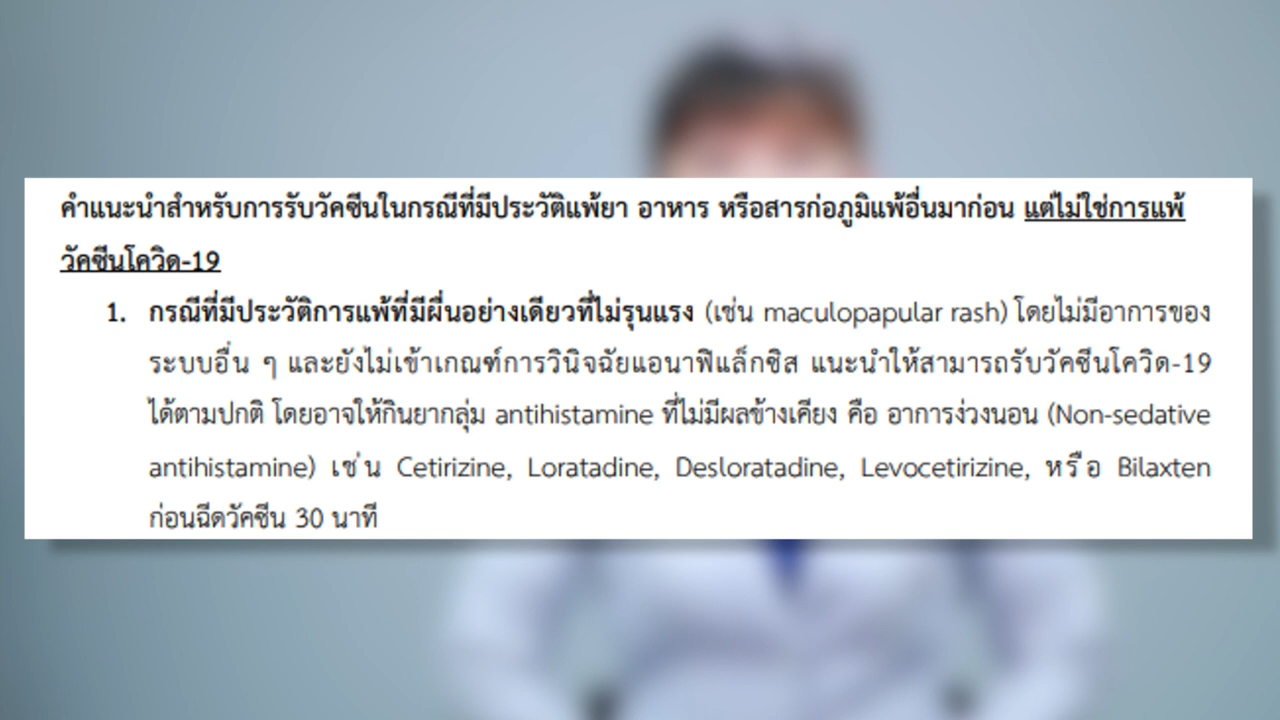 คำแนะนำสำหรับการรับวัคซีนในกรณีที่มีประวัติแพ้ยา อาหาร หรือสารก่อภูมิแพ้อื่นมาก่อน แต่ไม่ใช่การแพ้
วัคซีนโควิด-19
1. กรณีที่มีประวัติการแพ้ที่มีผื่นอย่างเดียวที่ไม่รุนแรง (เช่น maculopapular rash) โดยไม่มีอาการของ
ระบบอื่น ๆ และยังไม่เข้าเกณฑ์การวินิจฉัยแอนาฟิแล็กซิส แนะนำให้สามารถรับวัคซีนโควิด-19
ได้ตามปกติ โดยอาจให้กินยากลุ่ม antihistamine ที่ไม่มีผลข้างเคียง คือ อาการง่วงนอน (Non-sedative
antihistamine) เช่น Cetirizine, Loratadine, Desloratadine, Levocetirizine, หรือ Bilaxten
ก่อนฉีดวัคซีน 30 นาที